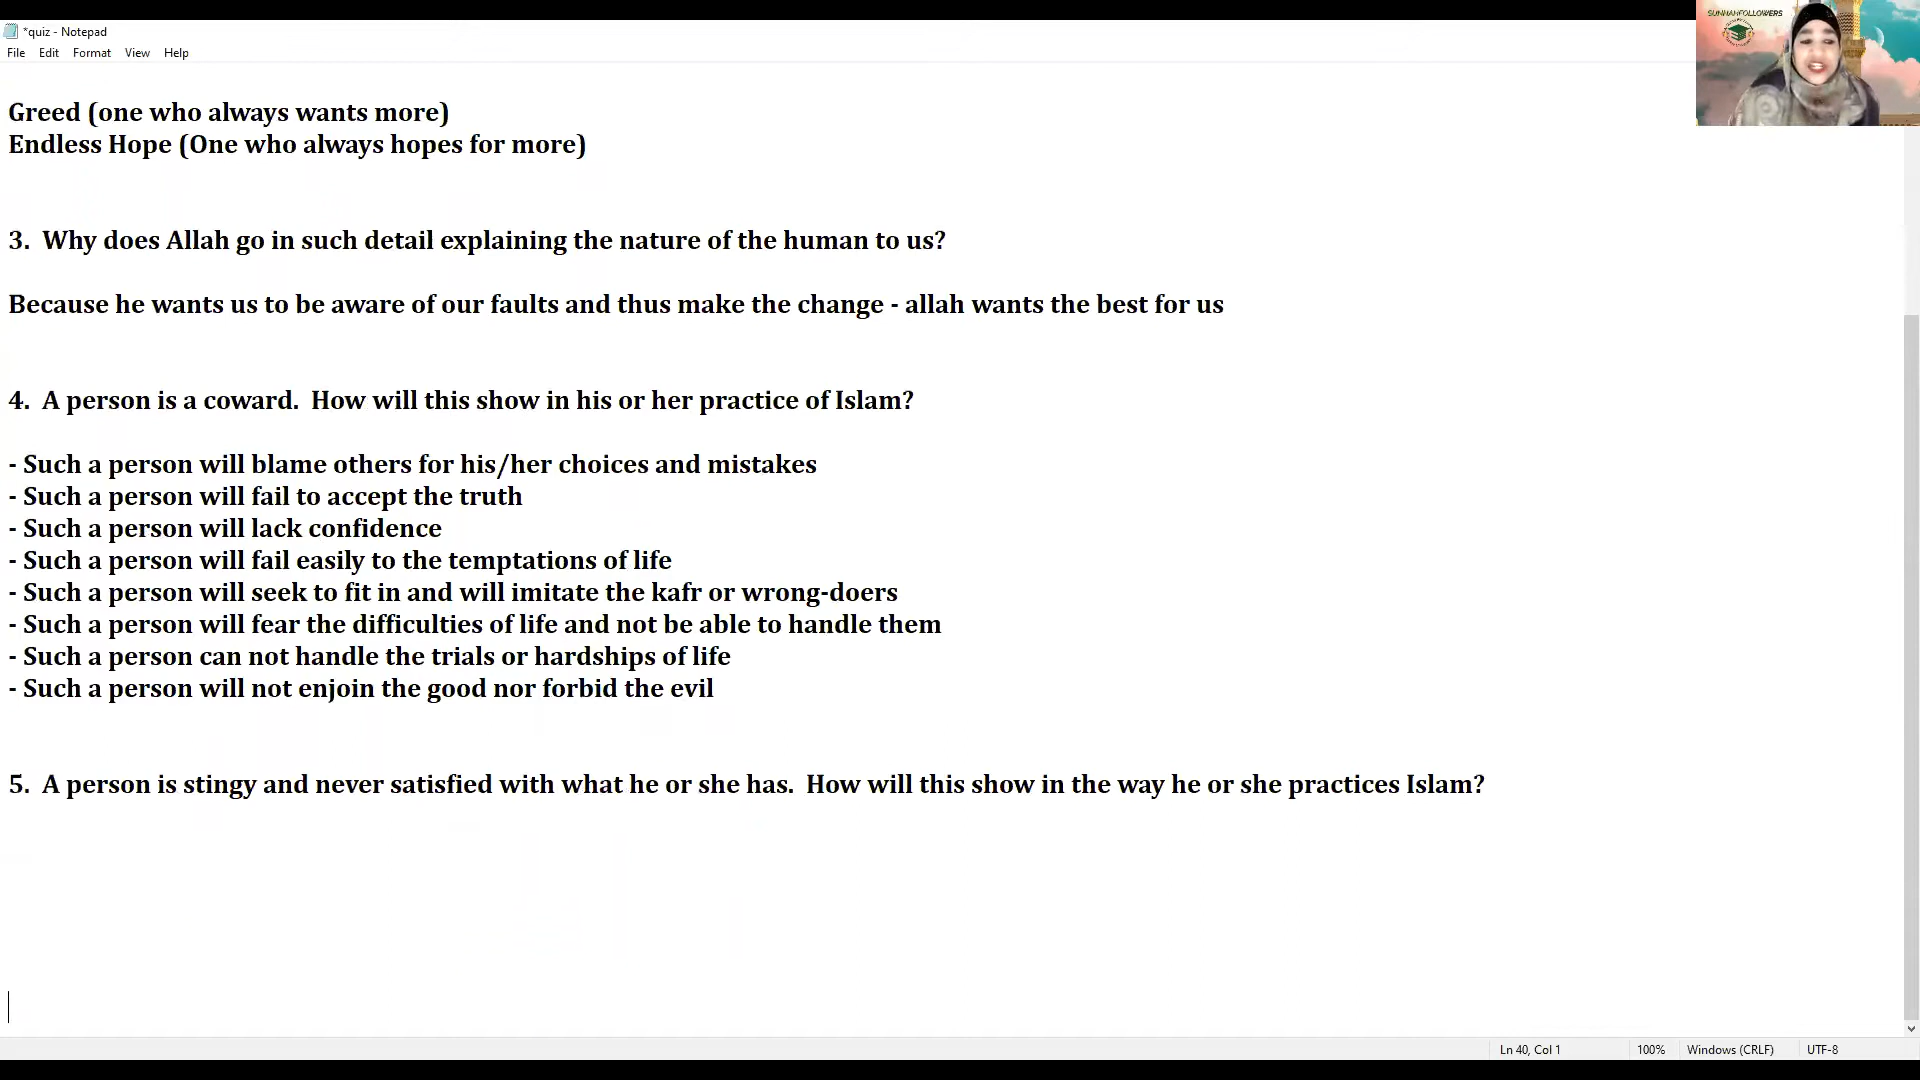 *quiz - Notepad
SUNNAHFOLLOWERS
File Edit Format View Help
Greed (one who always wants more)
Endless Hope (One who always hopes for more)
3.  Why does Allah go in such detail explaining the nature of the human to us?
Because he wants us to be aware of our faults and thus make the change - allah wants the best for us
4.  A person is a coward.  How will this show in his or her practice of Islam?
- Such a person will blame others for his/her choices and mistakes
- Such a person will fail to accept the truth
- Such a person will lack confidence
- Such a person will fail easily to the temptations of life
- Such a person will seek to fit in and will imitate the kafr or wrong-doers
- Such a person will fear the difficulties of life and not be able to handle them
- Such a person can not handle the trials or hardships of life
- Such a person will not enjoin the good nor forbid the evil
5.  A person is stingy and never satisfied with what he or she has.  How will this show in the way he or she practices Islam?
Ln 40, Col 1 100% Windows (CRLF) UTF-8